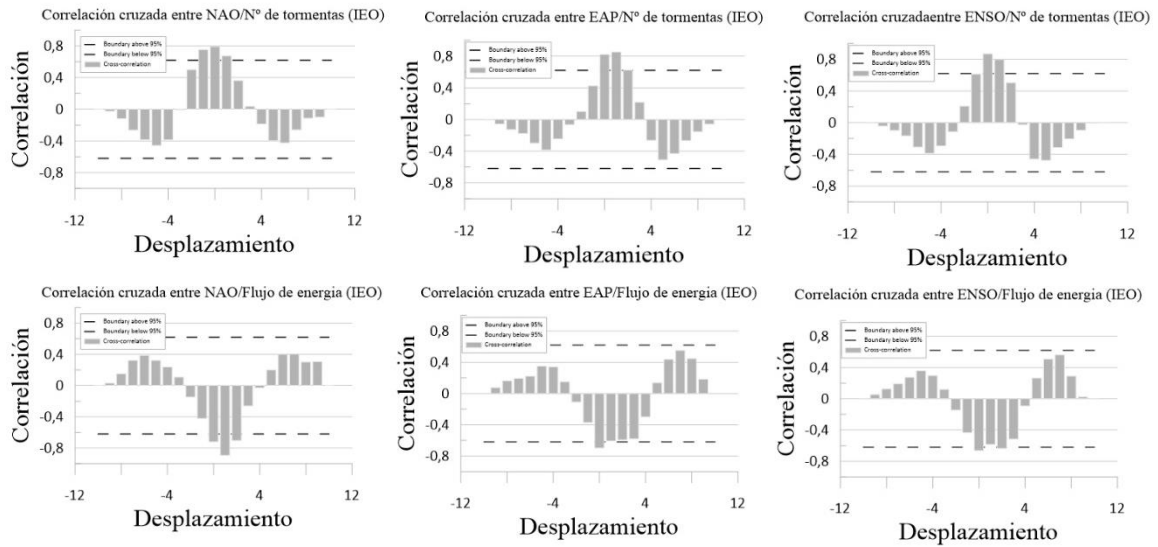 Correlación cruzada entre NAO/Nº de tormentas (IEO)
Boundary above 95%
Boundary below 95%
Cross-correlation
Correlación
0,8
0,4
0
-0,4
-0,8
-12
-4
4
12
Desplazamiento
Correlación cruzada entre EAP/Nº de tormentas (IEO)
Boundary above 95%
Boundary below 95%
Cross-correlation
Correlación
0,8
0,4
0
-0,4
-0,8
-12
-4
4
12
Desplazamiento
Correlación cruzadaentre ENSO/Nº de tormentas (IEO)
Boundary above 95%
Boundary below 95%
Cross-correlation
Correlación
0,8
0,4
0
-0,4
-0,8
-12
-4
4
12
Desplazamiento
Correlación cruzada entre NAO/Flujo de energia (IEO)
Boundary above 95%
Boundary below 95%
Cross-correlation
Correlación
0,8
0,4
0
-0,4
-0,8
-12
-4
4
12
Desplazamiento
Correlación cruzada entre EAP/Flujo de energia (IEO)
Boundary above 95%
Boundary below 95%
Cross-correlation
Correlación
0,8
0,4
0
-0,4
-0,8
-12
-4
4
12
Desplazamiento
Correlación cruzada entre ENSO/Flujo de energia (IEO)
Boundary above 95%
Boundary below 95%
Cross-correlation
Correlación
0,8
0,4
0
-0,4
-0,8
-12
-4
4
12
Desplazamiento